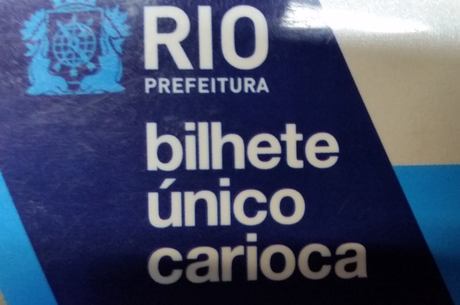 RIO
PREFEITURA
bilhete
único
carioca